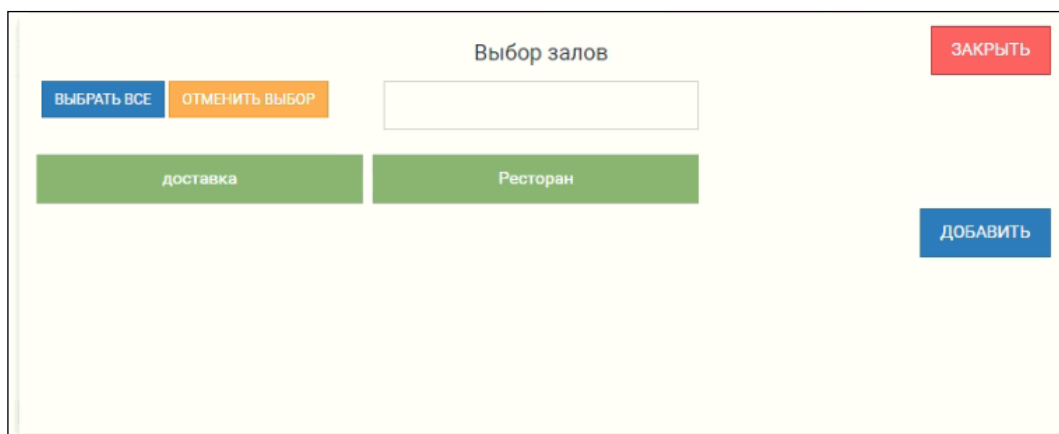 Выбор залов
ЗАКРЫТЬ
ВЫБРАТЬ ВСЕ
ОТМЕНИТЬ ВЫБОР
доставка
Ресторан
ДОБАВИТЬ